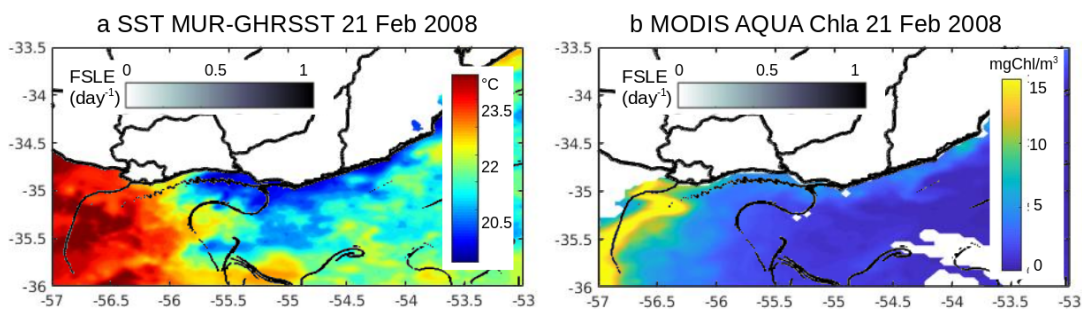 a SST MUR-GHRSST 21 Feb 2008
-33.5
-34
-34.5
-35
-35.5
-36
-57 -56.5 -56 -55.5 -55 -54.5 -54 -53.5 -53
FSLE
(day-1)
0 0.5 1
°C
23.5
22
20.5
b MODIS AQUA Chla 21 Feb 2008
-33.5
-34
-34.5
-35
-35.5
-36
-57 -56.5 -56 -55.5 -55 -54.5 -54 -53.5 -53
FSLE
(day-1)
0 0.5 1
mgChl/m³
15
10
5
0